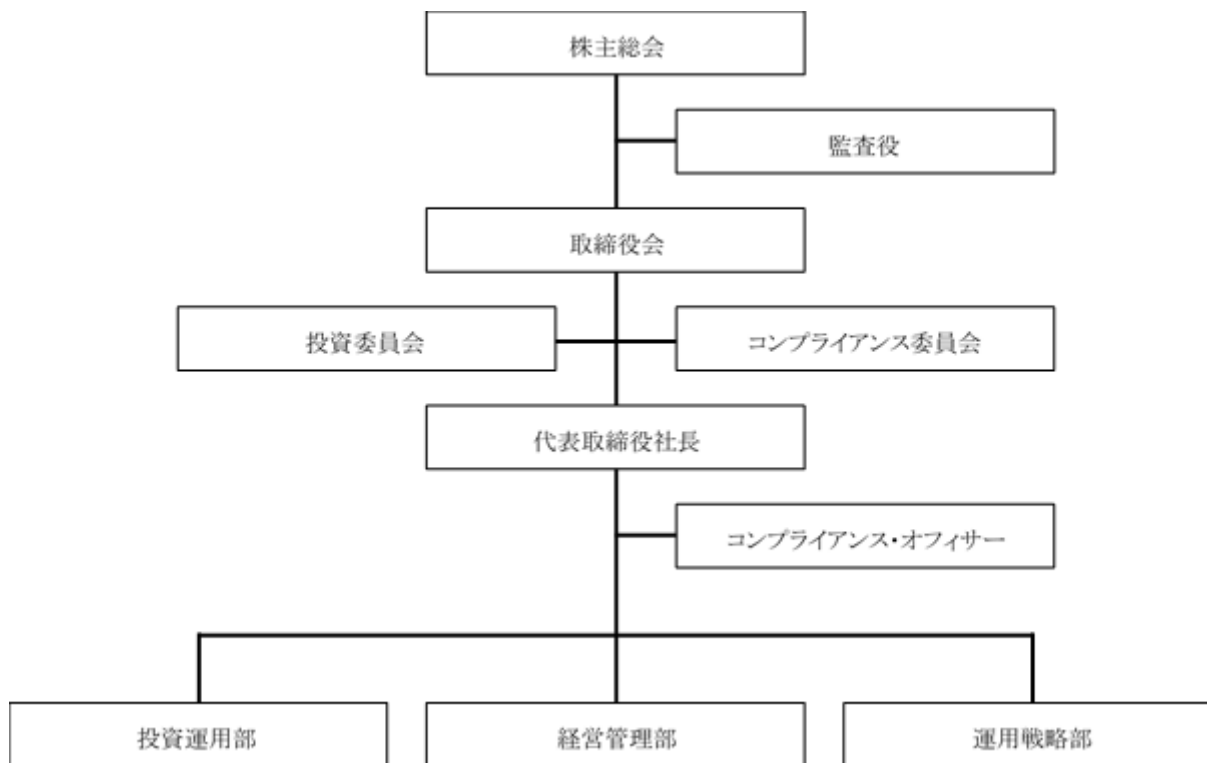 株主総会
監査役
取締役会
投資委員会
コンプライアンス委員会
代表取締役社長
コンプライアンス・オフィサー
投資運用部
経営管理部
運用戦略部